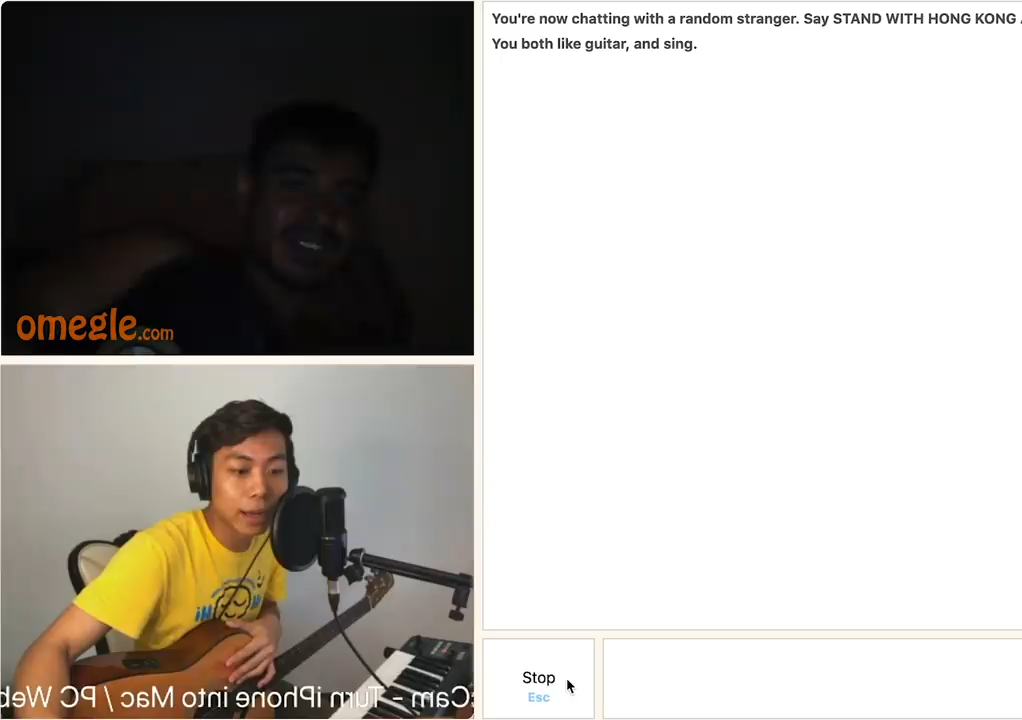 You're now chatting with a random stranger. Say STAND WITH HONG KONG
You both like guitar, and sing.
omegle.com
cCam - Turn iPhone into Mac / PC Web
Stop
Esc